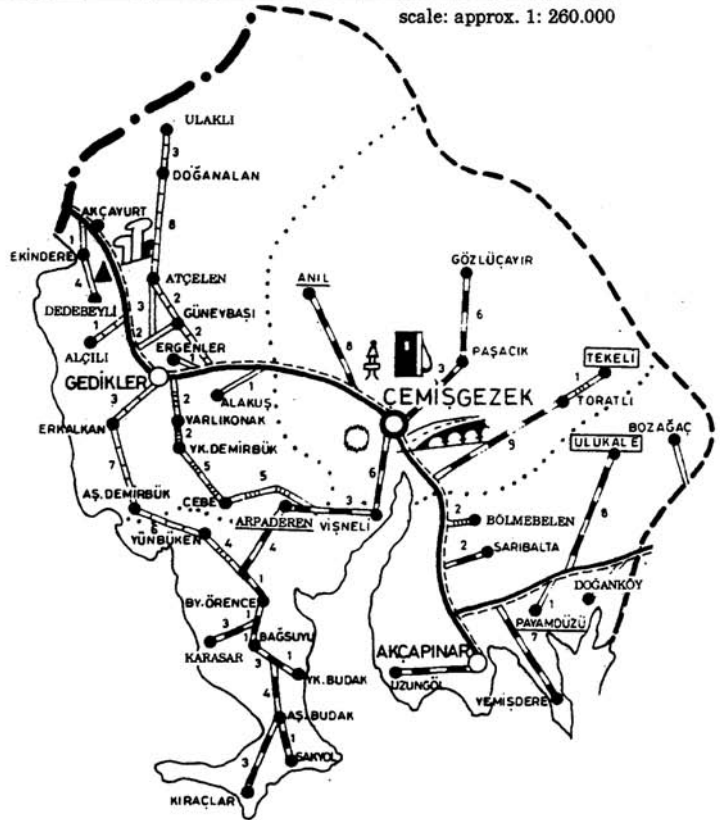 scale: approx. 1: 260.000
ULAKLI
3
DOĞANALAN
8
AKÇAYURT
EKİNDERE
1
4
DEDEBEYLİ
ATÇELEN
3
2
GÜNEYBAŞI
2
2
1
ALÇILI
ERGENLER
1
GEDİKLER
ANIL
8
GÖZLÜÇAYIR
6
PAŞACIK
3
CEMİŞGEZEK
TEKELİ
1
TORATLI
9
ULUKALE
8
BOZAĞAÇ
1
ALAKUŞ
3
ERKALKAN
2
VARLIKONAK
2
YK.DEMİRBÜK
7
5
5
6
AŞ.DEMİRBÜK
CEBE
3
ARPADEREN
VİŞNELİ
6
YÜNBÜKEN
4
4
2
BÖLMEBELEN
2
SARIBALTA
DOĞANKÖY
1
PAYAMDÜZÜ
7
1
BY.ÖRENCE
3
1
KARASAR
1
BAĞSUYU
3
1
YK.BUDAK
4
AKÇAPINAR
UZUNGÖL
YEMİŞDERE
AŞ.BUDAK
3
1
SAKYOL
KIRAÇLAR